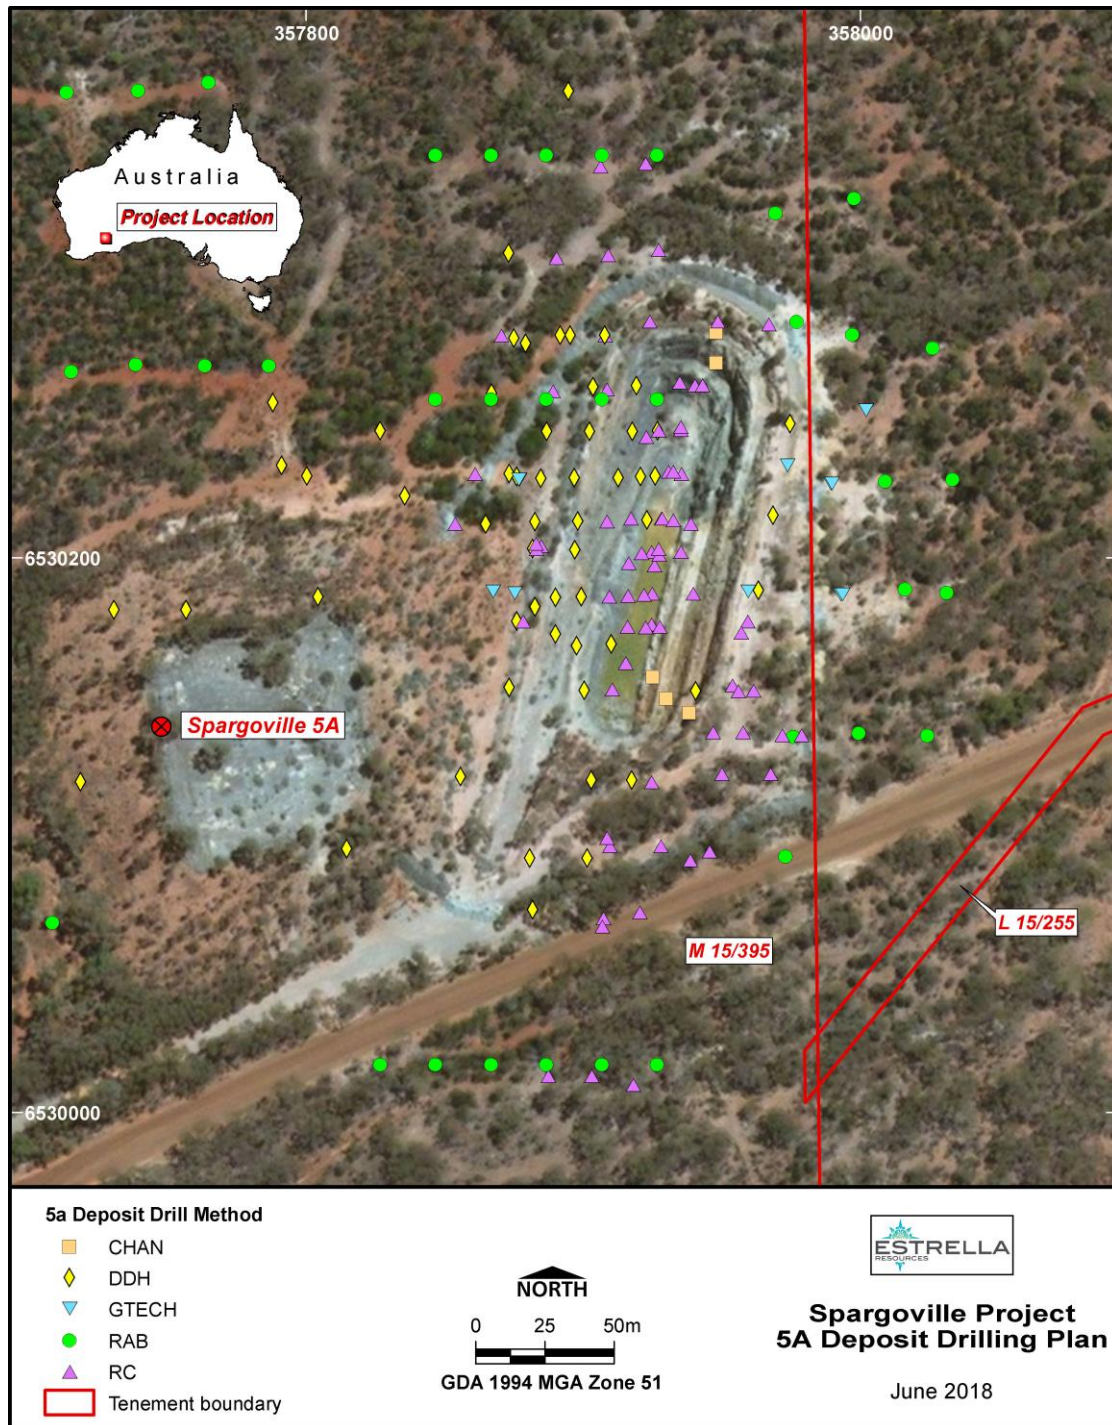 357800
358000
Australia
Project Location
6530200
Spargoville 5A
L 15/255
M 15/395
6530000
5a Deposit Drill Method
CHAN
DDH
GTECH
RAB
RC
Tenement boundary
NORTH
0 25 50m
GDA 1994 MGA Zone 51
ESTRELLA
RESOURCES
Spargoville Project
5A Deposit Drilling Plan
June 2018